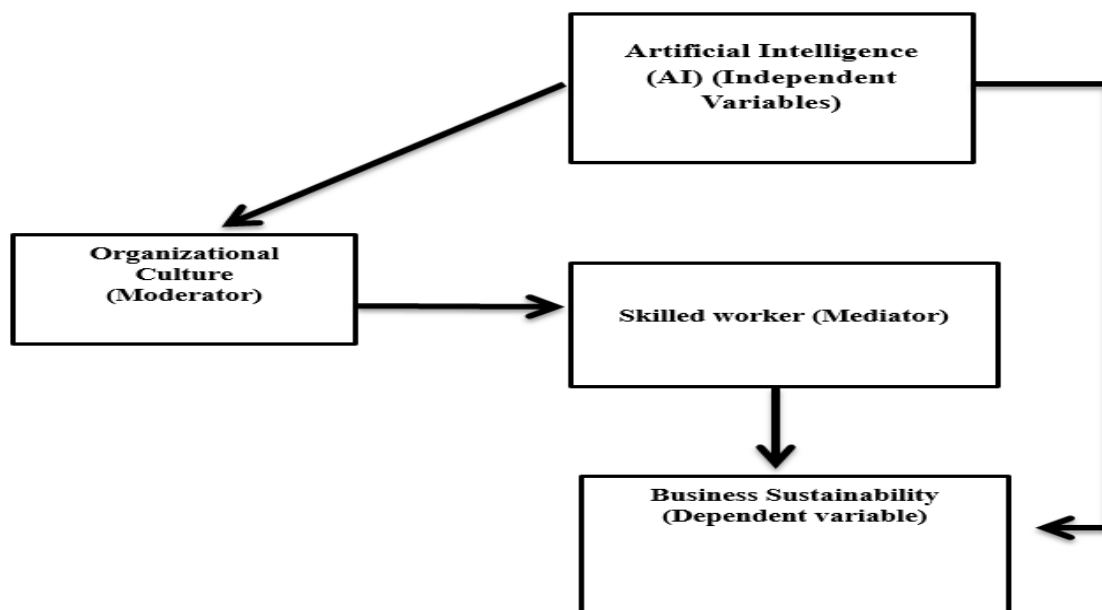 Artificial Intelligence
(AI) (Independent
Variables)
Organizational
Culture
(Moderator)
Skilled worker (Mediator)
Business Sustainability
(Dependent variable)